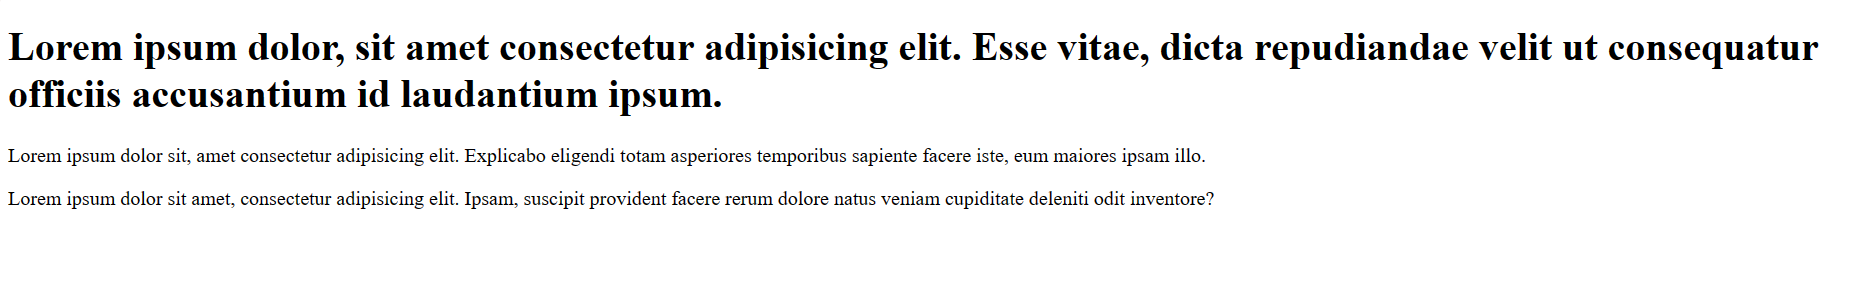 Lorem ipsum dolor, sit amet consectetur adipisicing elit. Esse vitae, dicta repudiandae velit ut consequatur
officiis accusantium id laudantium ipsum.
Lorem ipsum dolor sit, amet consectetur adipisicing elit. Explicabo eligendi totam asperiores temporibus sapiente facere iste, eum maiores ipsam illo.
Lorem ipsum dolor sit amet, consectetur adipisicing elit. Ipsam, suscipit provident facere rerum dolore natus veniam cupiditate deleniti odit inventore?